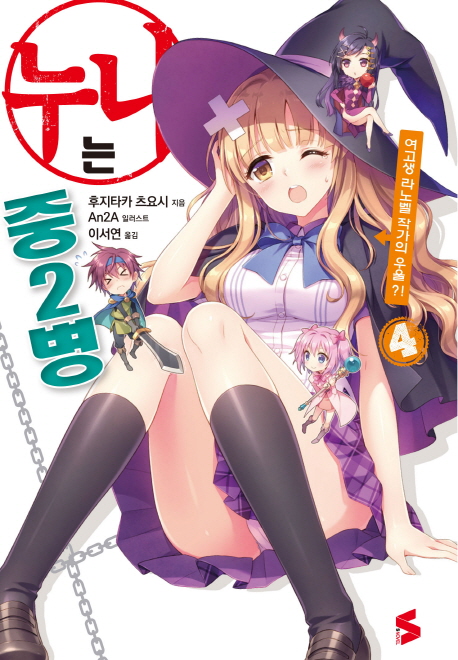 누나
는
중2병
후지타카 츠요시 지음
An2A 일러스트
이서연 옮김
여고생 라노벨 작가의 우울?!
4
S NOVEL